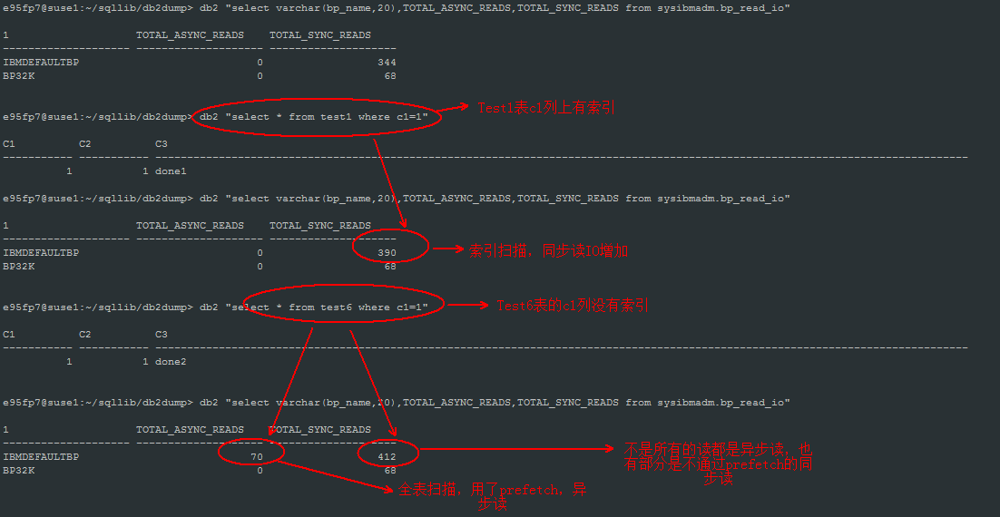 e95fp7@suse1:~/sqllib/db2dump> db2 "select varchar(bp_name,20),TOTAL_ASYNC_READS,TOTAL_SYNC_READS from sysibmadm.bp_read_io"
1 TOTAL_ASYNC_READS TOTAL_SYNC_READS
-------------------- -------------------- --------------------
IBMDEFAULTBP 0 344
BP32K 0 68
e95fp7@suse1:~/sqllib/db2dump> db2 "select * from test1 where c1=1"
Test1表c1列上有索引
C1 C2 C3
----------- ----------- --------------------------------------------------------------------------------------------------------------------------------
1 1 done1
e95fp7@suse1:~/sqllib/db2dump> db2 "select varchar(bp_name,20),TOTAL_ASYNC_READS,TOTAL_SYNC_READS from sysibmadm.bp_read_io"
1 TOTAL_ASYNC_READS TOTAL_SYNC_READS
-------------------- -------------------- --------------------
IBMDEFAULTBP 0 390
索引扫描，同步读IO增加
BP32K 0 68
e95fp7@suse1:~/sqllib/db2dump> db2 "select * from test6 where c1=1"
Test6表的c1列没有索引
C1 C2 C3
----------- ----------- --------------------------------------------------------------------------------------------------------------------------------
1 1 done2
e95fp7@suse1:~/sqllib/db2dump> db2 "select varchar(bp_name,20),TOTAL_ASYNC_READS,TOTAL_SYNC_READS from sysibmadm.bp_read_io"
1 TOTAL_ASYNC_READS TOTAL_SYNC_READS
-------------------- -------------------- --------------------
IBMDEFAULTBP 70 412
BP32K 0 68
不是所有的读都是异步读，也
有部分是不通过prefetch的同
步读
全表扫描，用了prefetch，异
步读